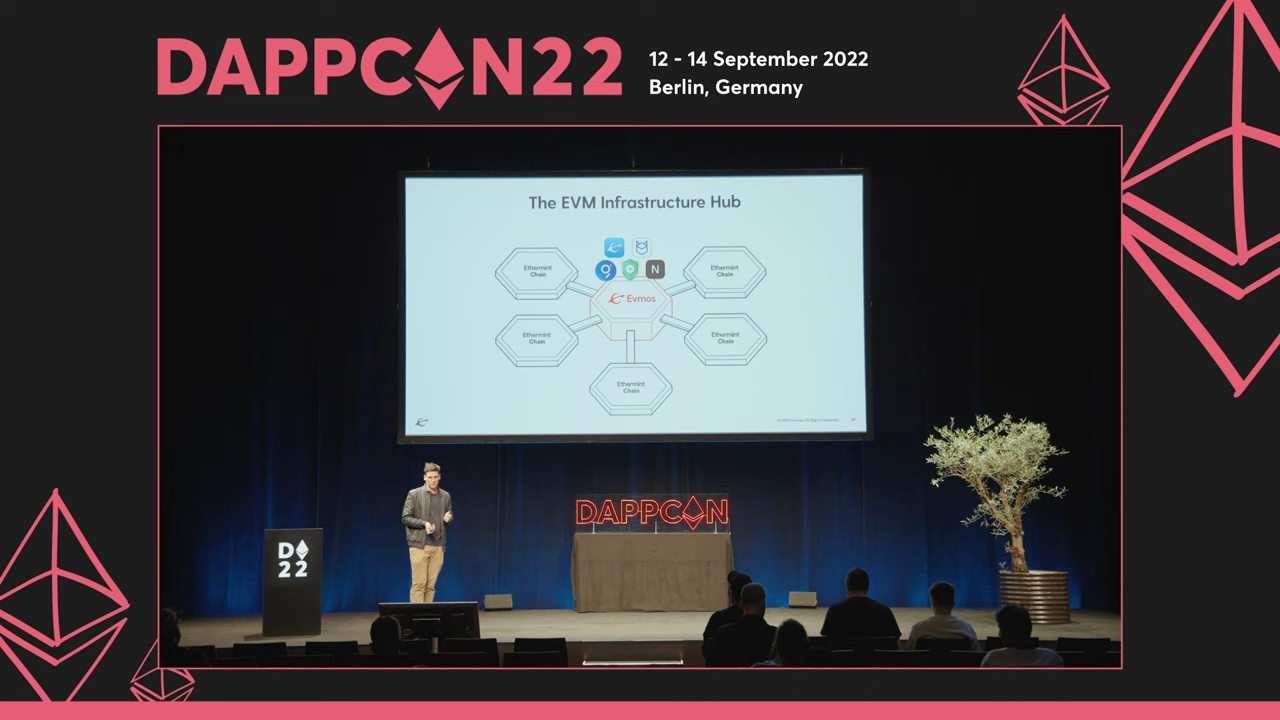 DAPPCON22
12 - 14 September 2022
Berlin, Germany
The EVM Infrastructure Hub
Ethermint
Chain
Ethermint
Chain
N
Evmos
Ethermint
Chain
Ethermint
Chain
Ethermint
Chain
DAPPCON
D
22